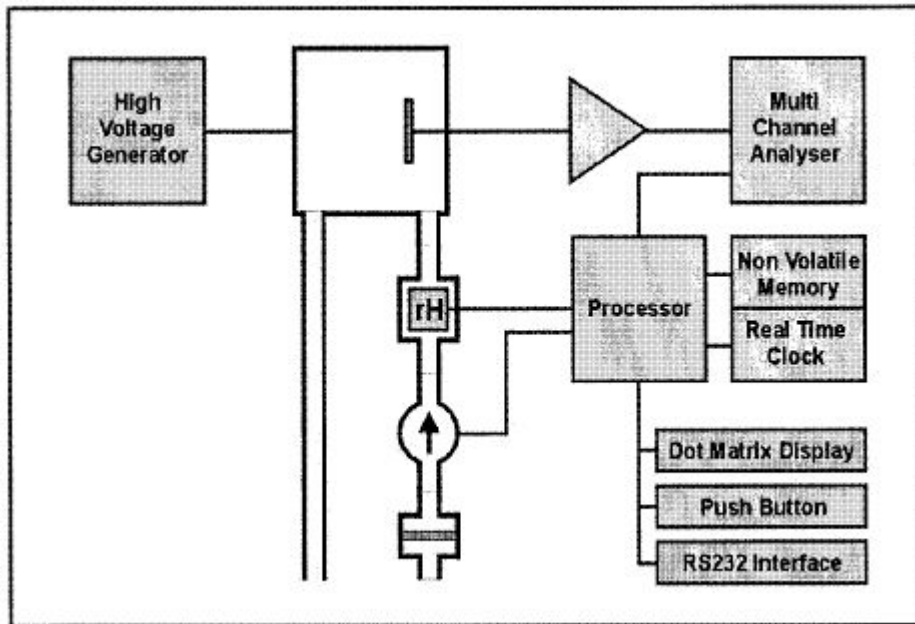 High
Voltage
Generator
Multi
Channel
Analyser
rH
Processor
Non Volatile
Memory
Real Time
Clock
Dot Matrix Display
Push Button
RS232 Interface